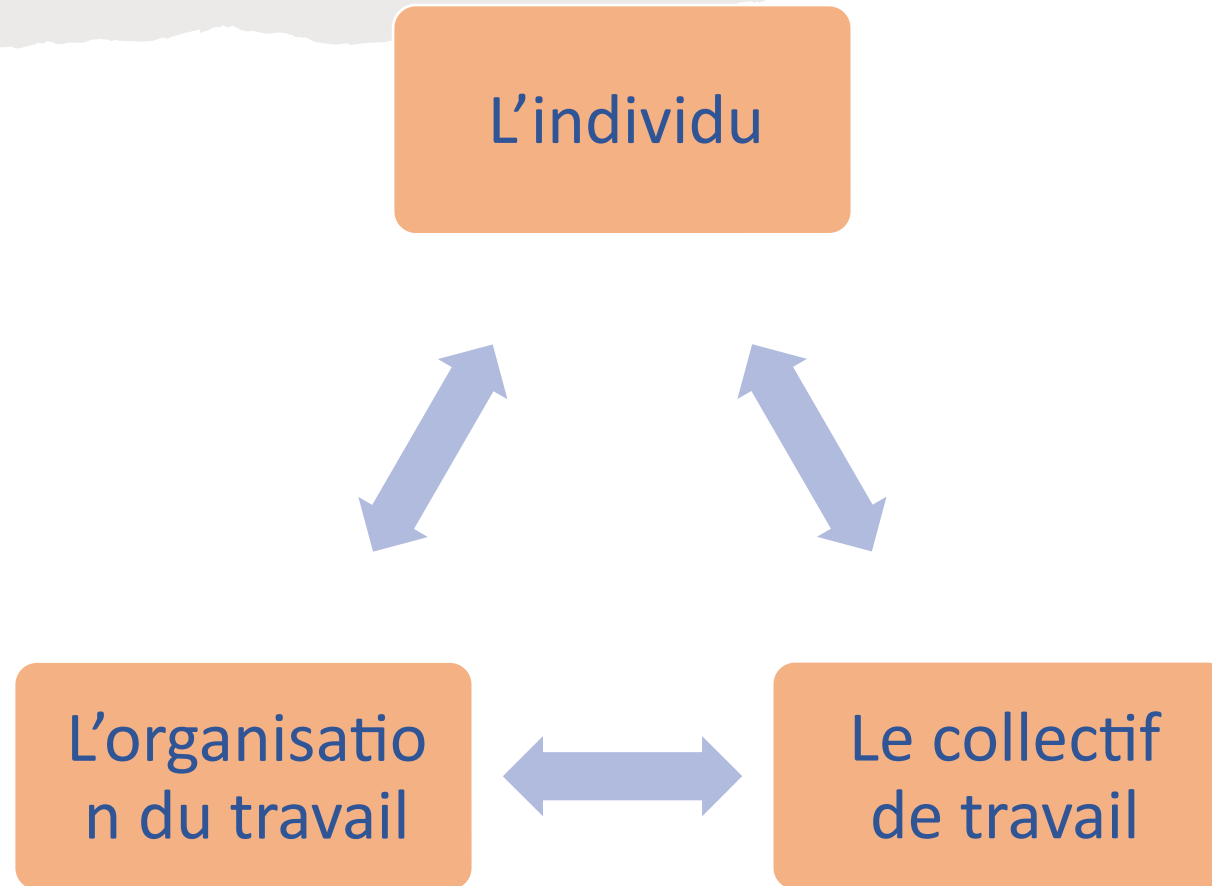 L’individu
L’organisatio
n du travail
Le collectif
de travail